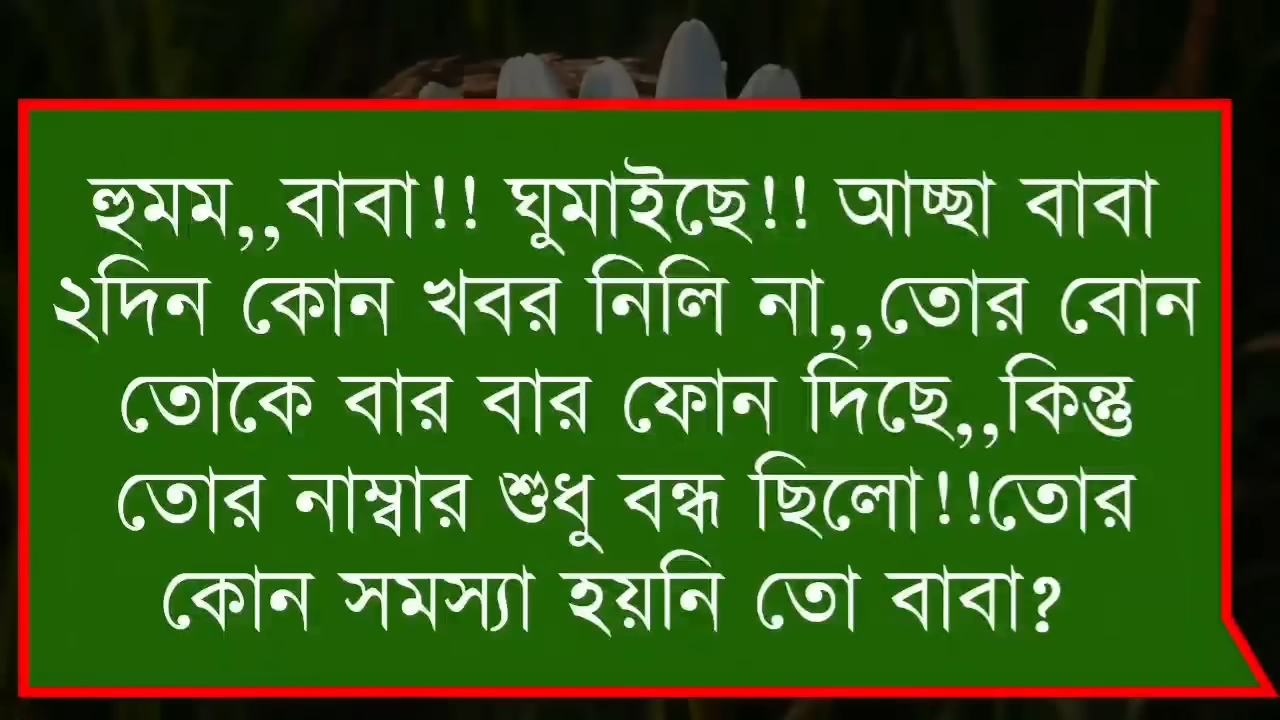 হুমম,,বাবা!! ঘুমাইছে!! আচ্ছা বাবা
২দিন কোন খবর নিলি না,,তোর বোন
তোকে বার বার ফোন দিছে,,কিন্তু
তোর নাম্বার শুধু বন্ধ ছিলো!!তোর
কোন সমস্যা হয়নি তো বাবা?